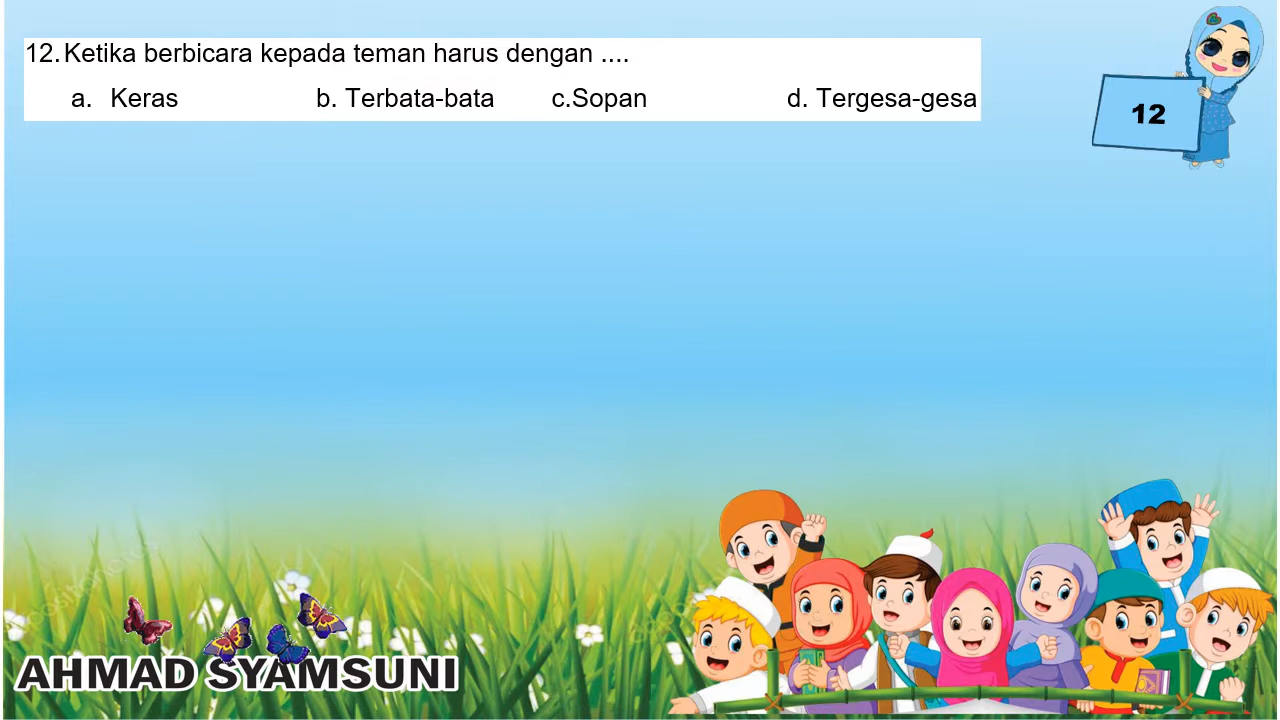 12. Ketika berbicara kepada teman harus dengan ....
a. Keras b. Terbata-bata c.Sopan d. Tergesa-gesa
12
AHMAD SYAMSUNI